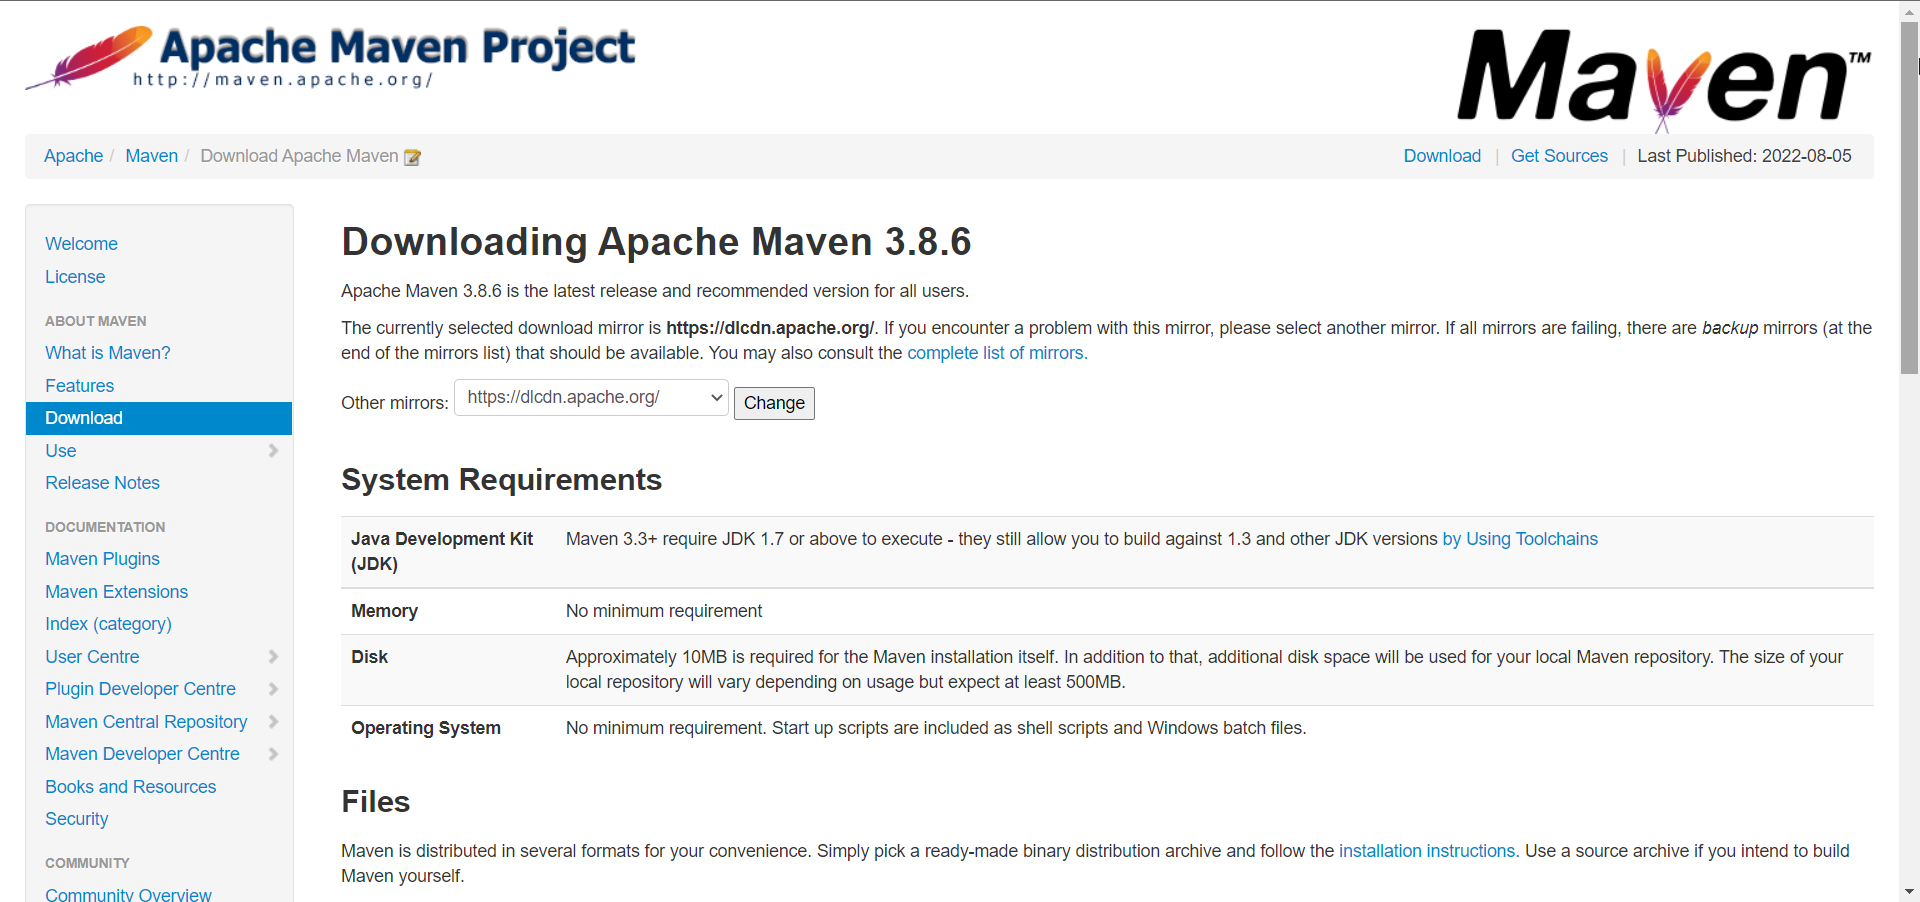 Apache Maven Project
http://maven.apache.org/
Maven™
Apache / Maven / Download Apache Maven
Download | Get Sources | Last Published: 2022-08-05
Welcome
License
ABOUT MAVEN
What is Maven?
Features
Download
Use
Release Notes
DOCUMENTATION
Maven Plugins
Maven Extensions
Index (category)
User Centre
Plugin Developer Centre
Maven Central Repository
Maven Developer Centre
Books and Resources
Security
COMMUNITY
Community Overview
Downloading Apache Maven 3.8.6
Apache Maven 3.8.6 is the latest release and recommended version for all users.
The currently selected download mirror is https://dlcdn.apache.org/. If you encounter a problem with this mirror, please select another mirror. If all mirrors are failing, there are backup mirrors (at the
end of the mirrors list) that should be available. You may also consult the complete list of mirrors.
Other mirrors: https://dlcdn.apache.org/ Change
System Requirements
Java Development Kit
(JDK)
Maven 3.3+ require JDK 1.7 or above to execute - they still allow you to build against 1.3 and other JDK versions by Using Toolchains
Memory
No minimum requirement
Disk
Approximately 10MB is required for the Maven installation itself. In addition to that, additional disk space will be used for your local Maven repository. The size of your
local repository will vary depending on usage but expect at least 500MB.
Operating System
No minimum requirement. Start up scripts are included as shell scripts and Windows batch files.
Files
Maven is distributed in several formats for your convenience. Simply pick a ready-made binary distribution archive and follow the installation instructions. Use a source archive if you intend to build
Maven yourself.